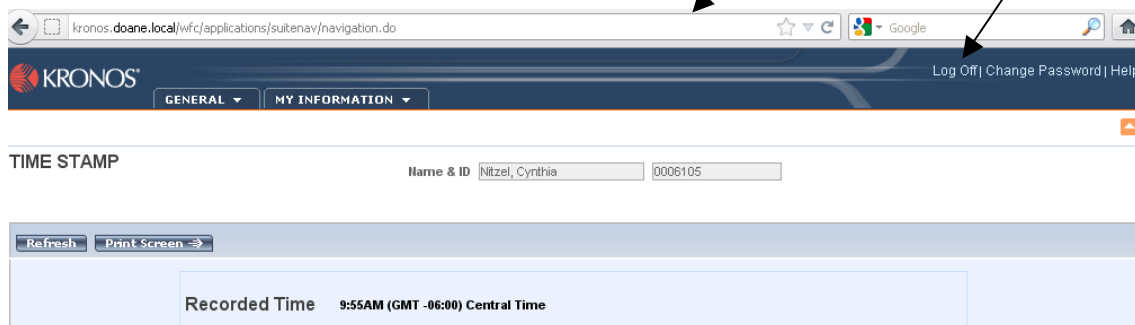 kronos.doane.local/wfc/applications/suitenav/navigation.do Google
KRONOS® Log Off | Change Password | Help
GENERAL MY INFORMATION
TIME STAMP
Name & ID Nitzel, Cynthia 0006105
Refresh Print Screen
Recorded Time 9:55AM (GMT -06:00) Central Time